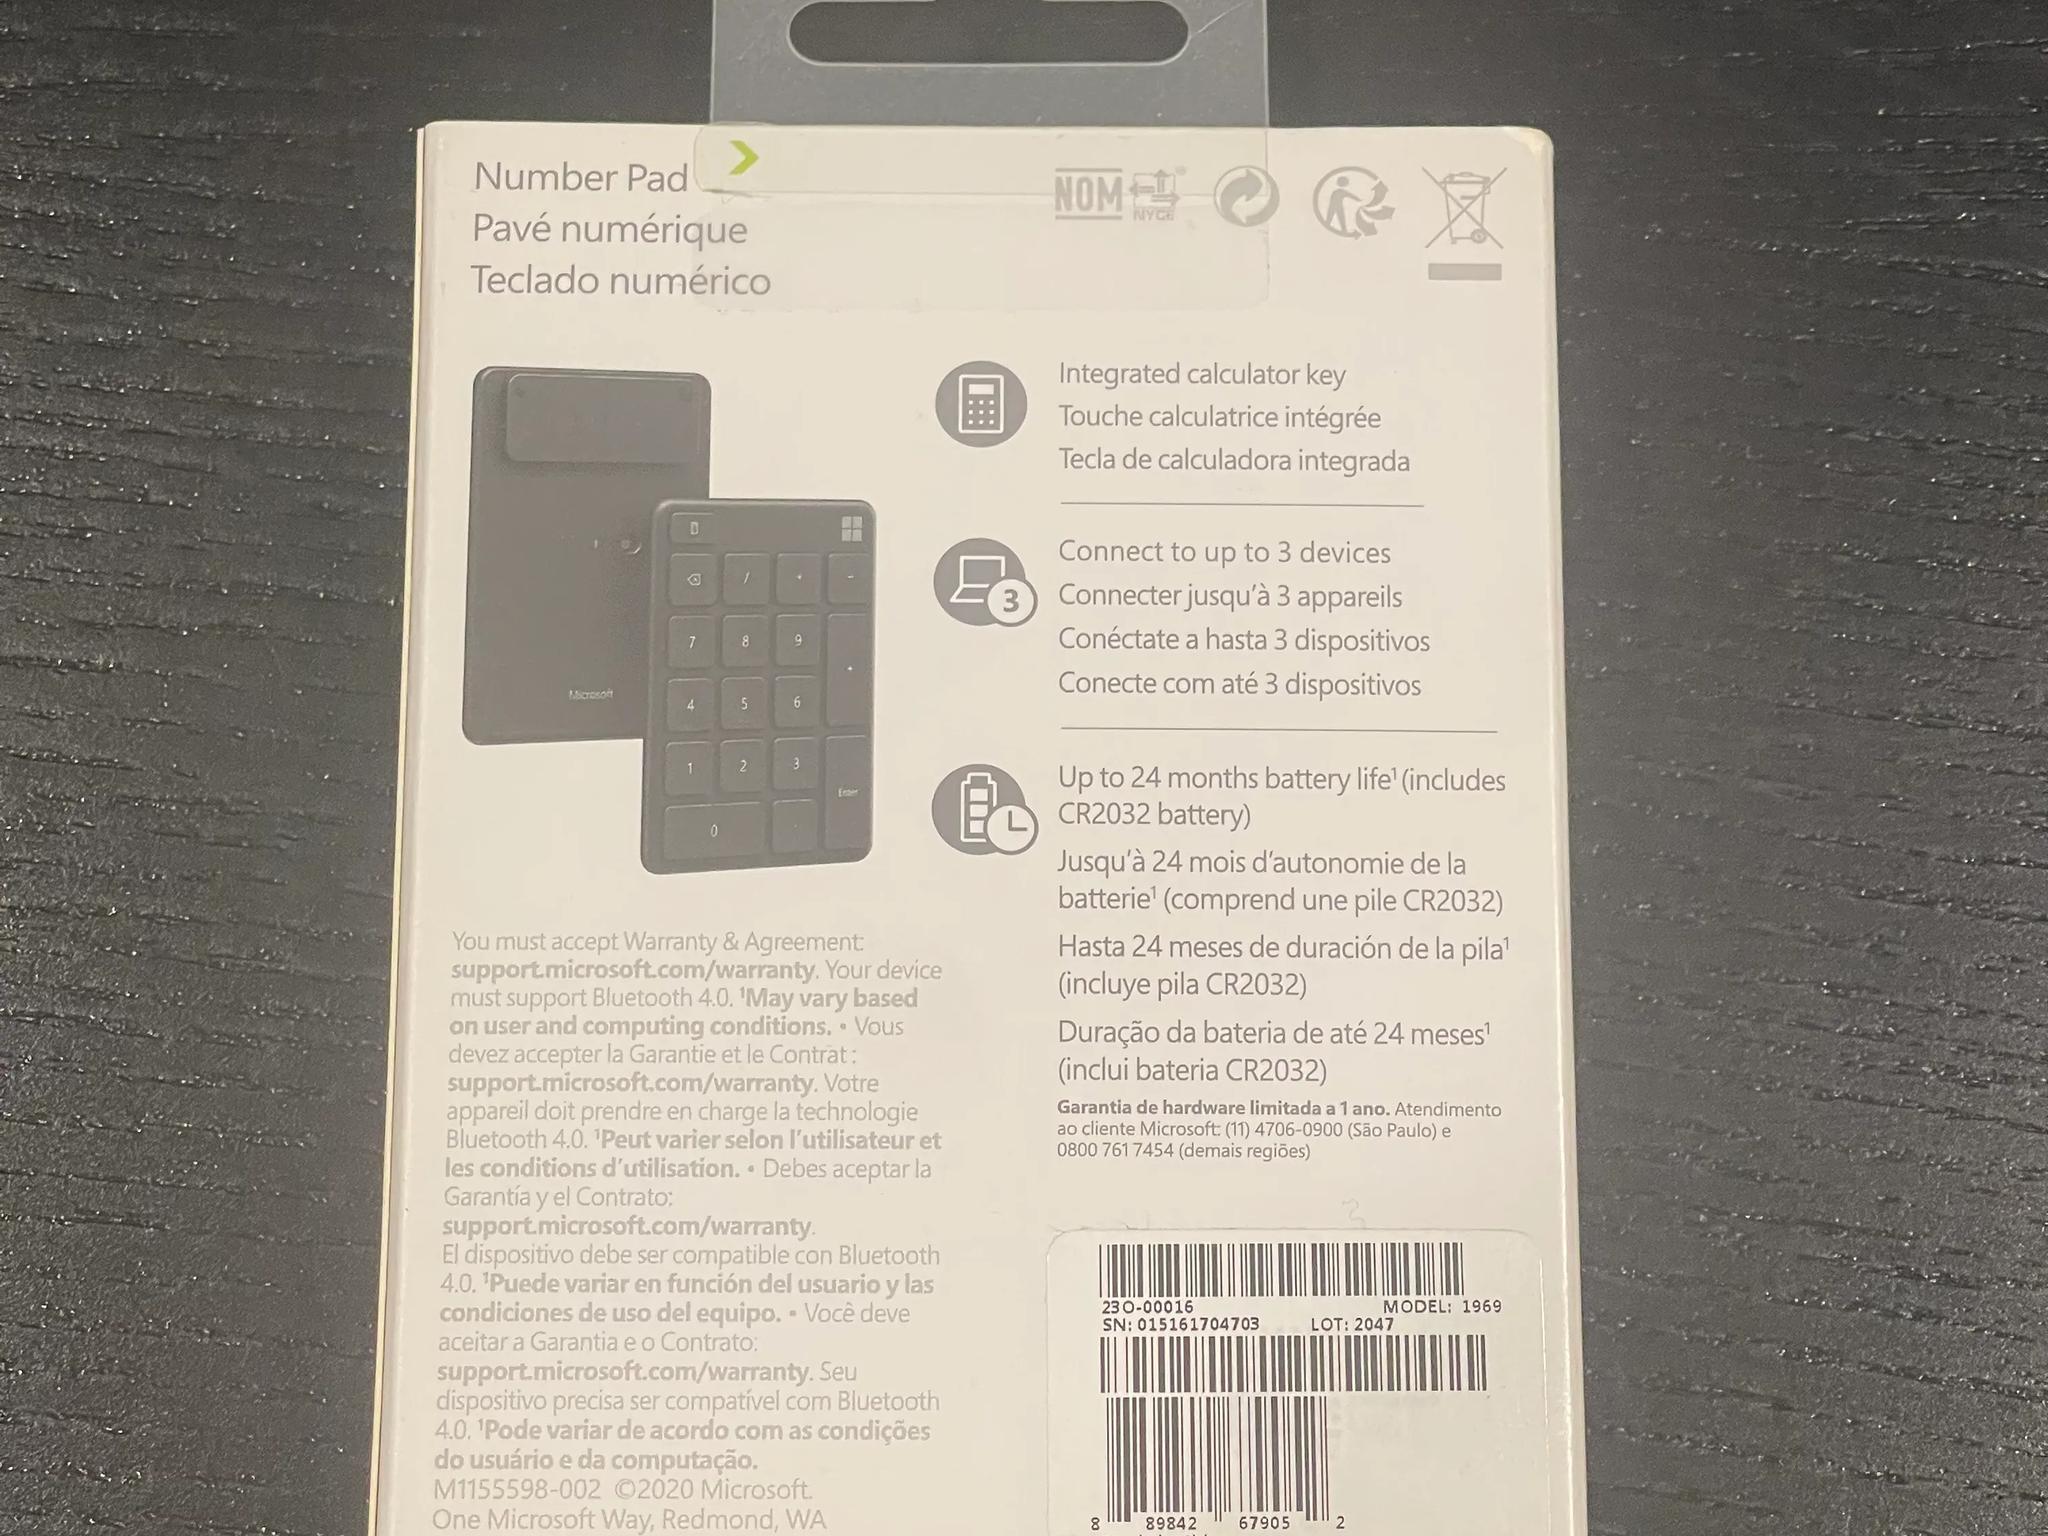 Number Pad
Pavé numérique
Teclado numérico
NOM
NYCE
Integrated calculator key
Touche calculatrice intégrée
Tecla de calculadora integrada
Connect to up to 3 devices
Connecter jusqu'à 3 appareils
Conéctate a hasta 3 dispositivos
Conecte com até 3 dispositivos
3
Up to 24 months battery life¹ (includes
CR2032 battery)
Jusqu'à 24 mois d'autonomie de la
batterie¹ (comprend une pile CR2032)
Hasta 24 meses de duración de la pila¹
(incluye pila CR2032)
Duração da bateria de até 24 meses¹
(inclui bateria CR2032)
Garantia de hardware limitada a 1 ano. Atendimento
ao cliente Microsoft: (11) 4706-0900 (São Paulo) e
0800 761 7454 (demais regiões)
Microsoft
/ * -
7 8 9 +
4 5 6
1 2 3
Enter
0 .
You must accept Warranty & Agreement:
support.microsoft.com/warranty. Your device
must support Bluetooth 4.0. ¹May vary based
on user and computing conditions. • Vous
devez accepter la Garantie et le Contrat :
support.microsoft.com/warranty. Votre
appareil doit prendre en charge la technologie
Bluetooth 4.0. ¹Peut varier selon l'utilisateur et
les conditions d'utilisation. • Debes aceptar la
Garantía y el Contrato:
support.microsoft.com/warranty.
El dispositivo debe ser compatible con Bluetooth
4.0. ¹Puede variar en función del usuario y las
condiciones de uso del equipo. • Você deve
aceitar a Garantia e o Contrato:
support.microsoft.com/warranty. Seu
dispositivo precisa ser compatível com Bluetooth
4.0. ¹Pode variar de acordo com as condições
do usuário e da computação.
M1155598-002 ©2020 Microsoft.
One Microsoft Way, Redmond, WA
23O-00016 MODEL: 1969
SN: 015161704703 LOT: 2047
8 89842 67905 2